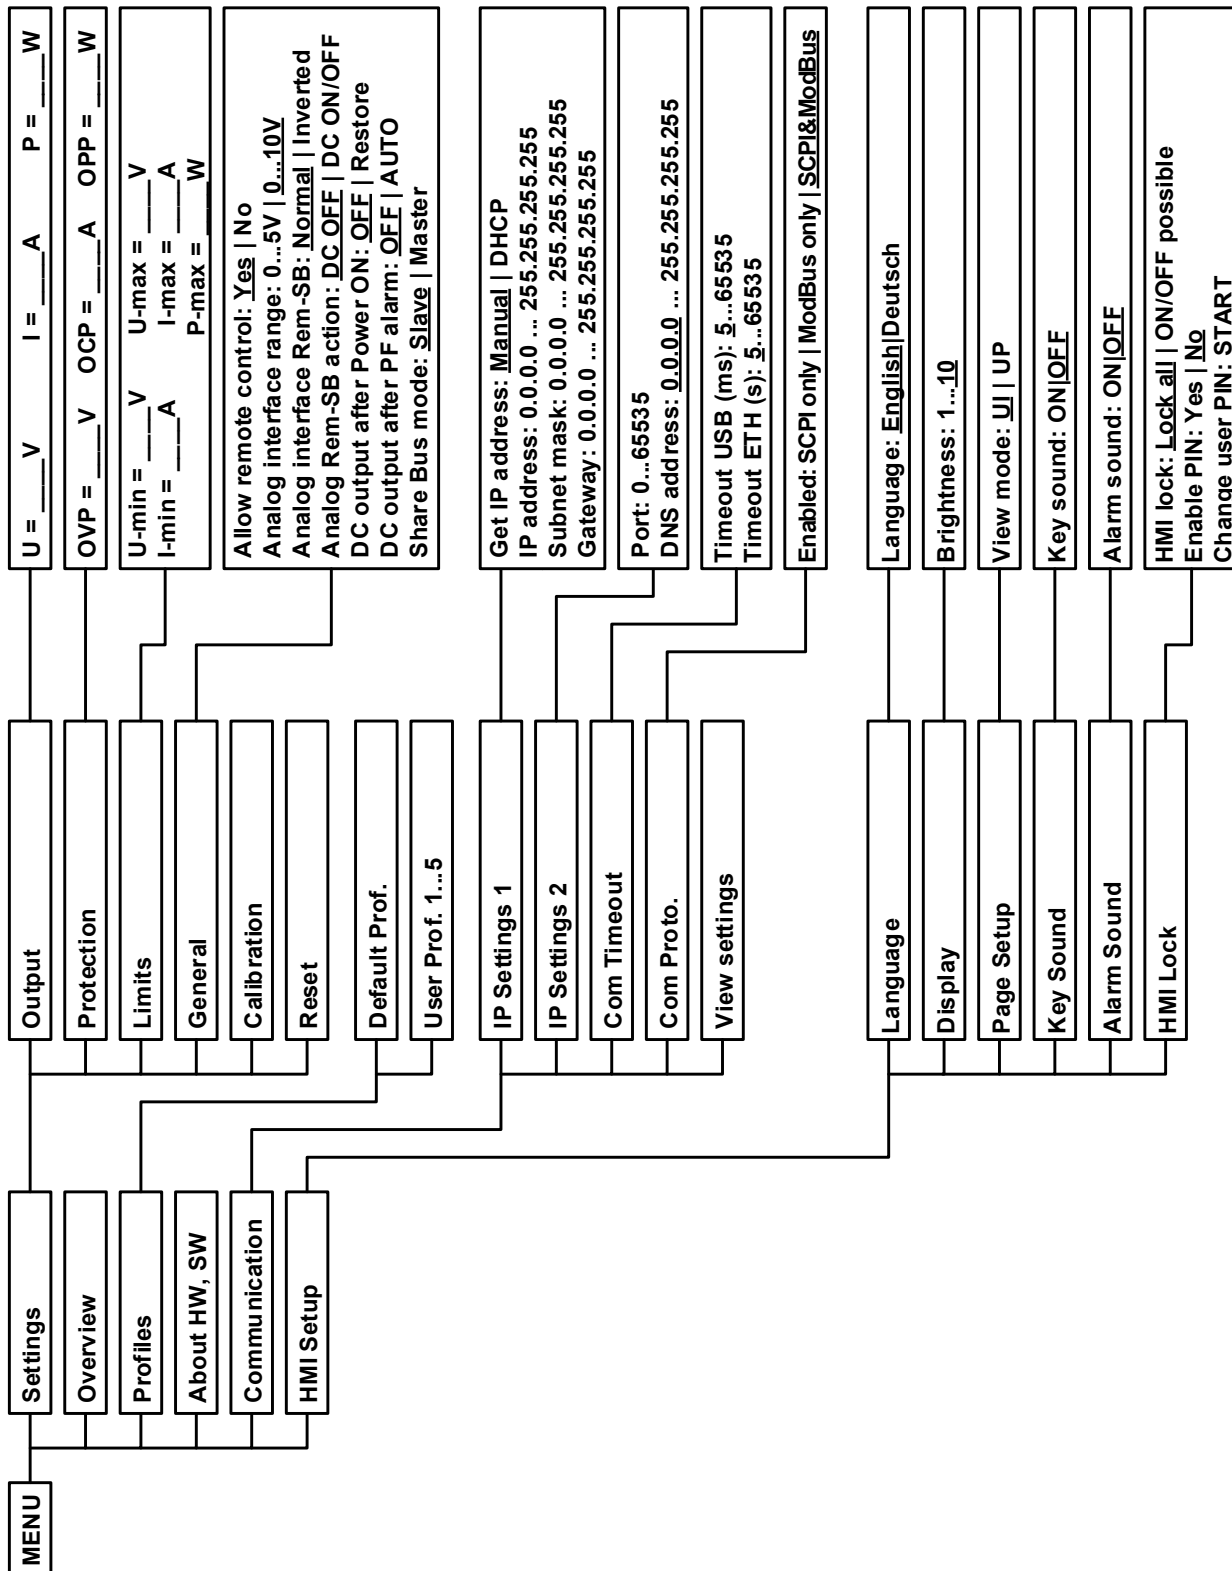 MENU
Settings
Overview
Profiles
About HW, SW
Communication
HMI Setup
Output
Protection
Limits
General
Calibration
Reset
Default Prof.
User Prof. 1...5
IP Settings 1
IP Settings 2
Com Timeout
Com Proto.
View settings
Language
Display
Page Setup
Key Sound
Alarm Sound
HMI Lock
U = ____V I = ____A P = ____W
OVP = ____V OCP = ____A OPP = ____W
U-min = ____V U-max = ____V
I-min = ____A I-max = ____A
P-max = ____W
Allow remote control: Yes | No
Analog interface range: 0...5V | 0...10V
Analog interface Rem-SB: Normal | Inverted
Analog Rem-SB action: DC OFF | DC ON/OFF
DC output after Power ON: OFF | Restore
DC output after PF alarm: OFF | AUTO
Share Bus mode: Slave | Master
Get IP address: Manual | DHCP
IP address: 0.0.0.0 ... 255.255.255.255
Subnet mask: 0.0.0.0 ... 255.255.255.255
Gateway: 0.0.0.0 ... 255.255.255.255
Port: 0...65535
DNS address: 0.0.0.0 ... 255.255.255.255
Timeout USB (ms): 5...65535
Timeout ETH (s): 5...65535
Enabled: SCPI only | ModBus only | SCPI&ModBus
Language: English|Deutsch
Brightness: 1...10
View mode: UI | UP
Key sound: ON|OFF
Alarm sound: ON|OFF
HMI lock: Lock all | ON/OFF possible
Enable PIN: Yes | No
Change user PIN: START